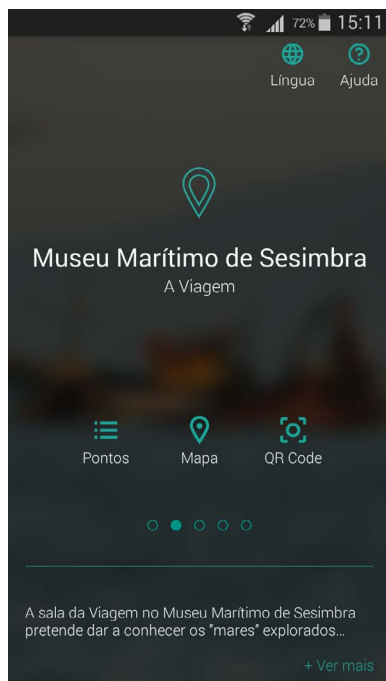 72% 15:11
Língua Ajuda
Museu Marítimo de Sesimbra
A Viagem
Pontos Mapa QR Code
A sala da Viagem no Museu Marítimo de Sesimbra
pretende dar a conhecer os "mares" explorados...
+ Ver mais